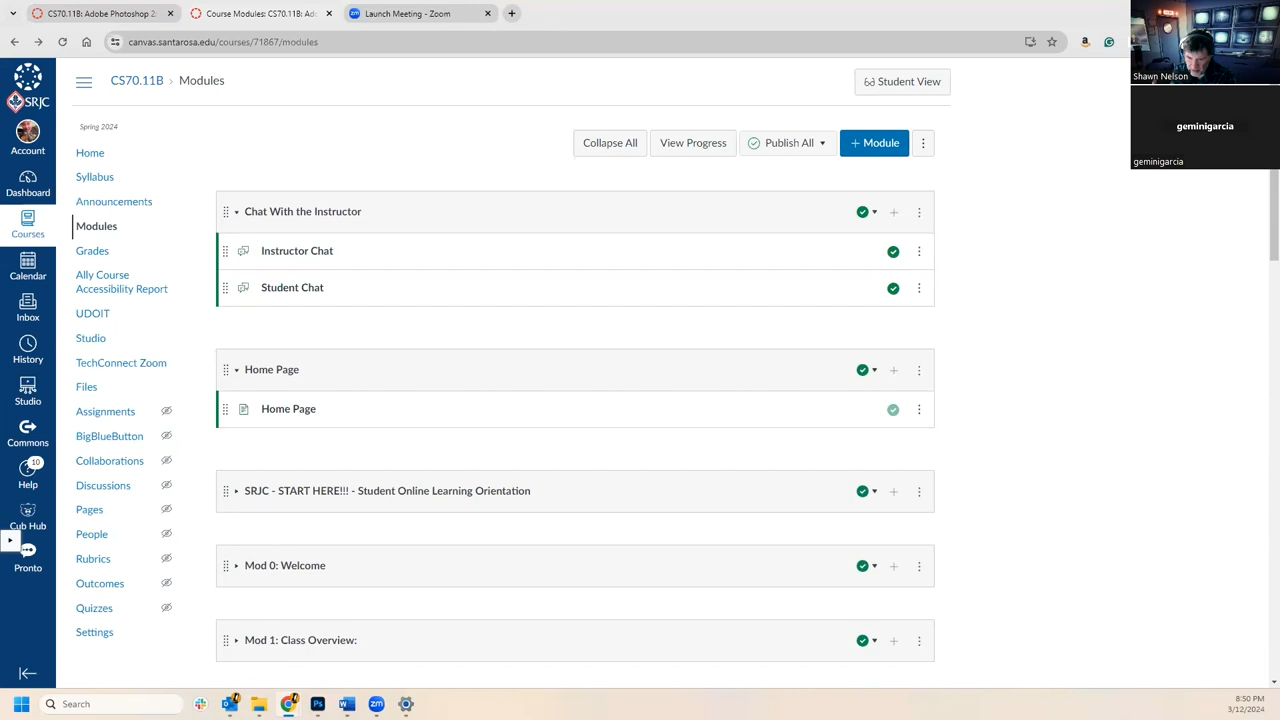 CS70.11B: Adobe Photoshop 2
Course Modules: CS70.11B: Ado
Launch Meeting - Zoom
canvas.santarosa.edu/courses/71867/modules
Shawn Nelson
geminigarcia
geminigarcia
SRJC
Account
Dashboard
Courses
Calendar
Inbox
History
Studio
Commons
10
Help
Cub Hub
Pronto
CS70.11B › Modules
Student View
Spring 2024
Home
Syllabus
Announcements
Modules
Grades
Ally Course
Accessibility Report
UDOIT
Studio
TechConnect Zoom
Files
Assignments
BigBlueButton
Collaborations
Discussions
Pages
People
Rubrics
Outcomes
Quizzes
Settings
Collapse All
View Progress
Publish All
+ Module
Chat With the Instructor
Instructor Chat
Student Chat
Home Page
Home Page
SRJC - START HERE!!! - Student Online Learning Orientation
Mod 0: Welcome
Mod 1: Class Overview:
Search
8:50 PM
3/12/2024